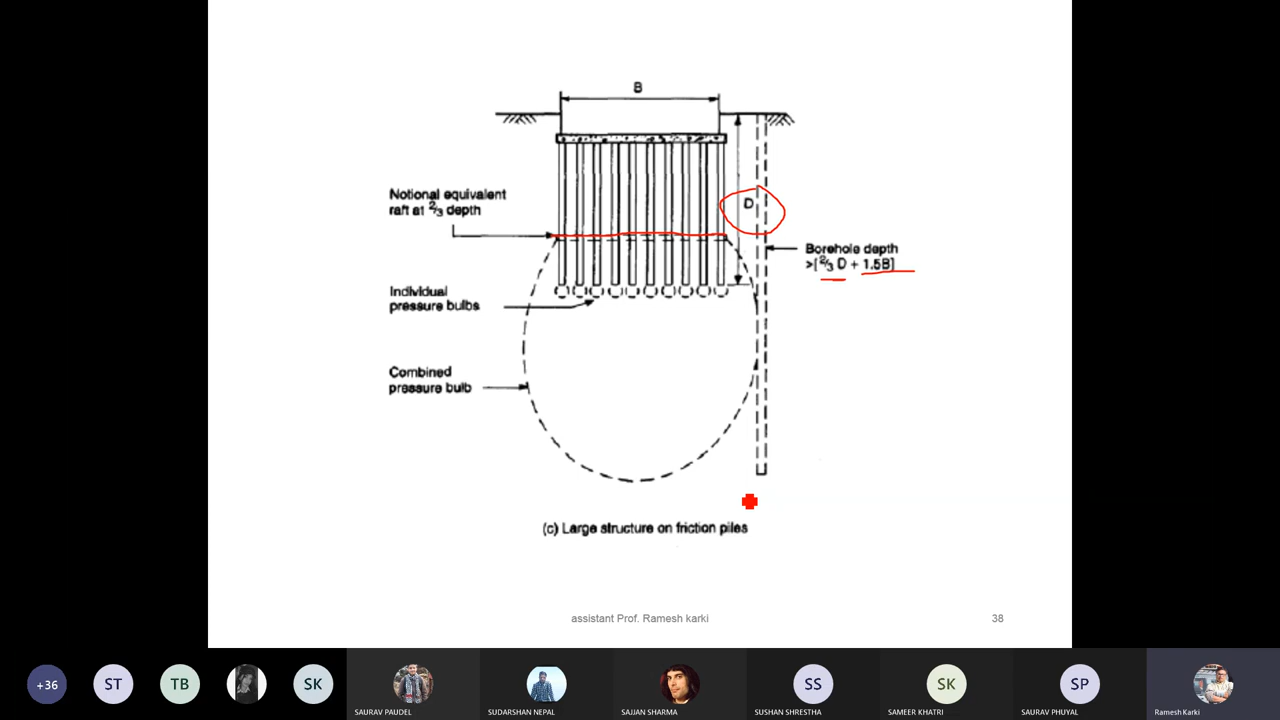 B
Notional equivalent
raft at 2/3 depth
D
Borehole depth
>[2/3 D + 1.5B]
Individual
pressure bulbs
Combined
pressure bulb
(c) Large structure on friction piles
assistant Prof. Ramesh karki
38
+36
ST
TB
SK
SS
SK
SP
SAURAV PAUDEL
SUDARSHAN NEPAL
SAJJAN SHARMA
SUSHAN SHRESTHA
SAMEER KHATRI
SAURAV PHUYAL
Ramesh Karki